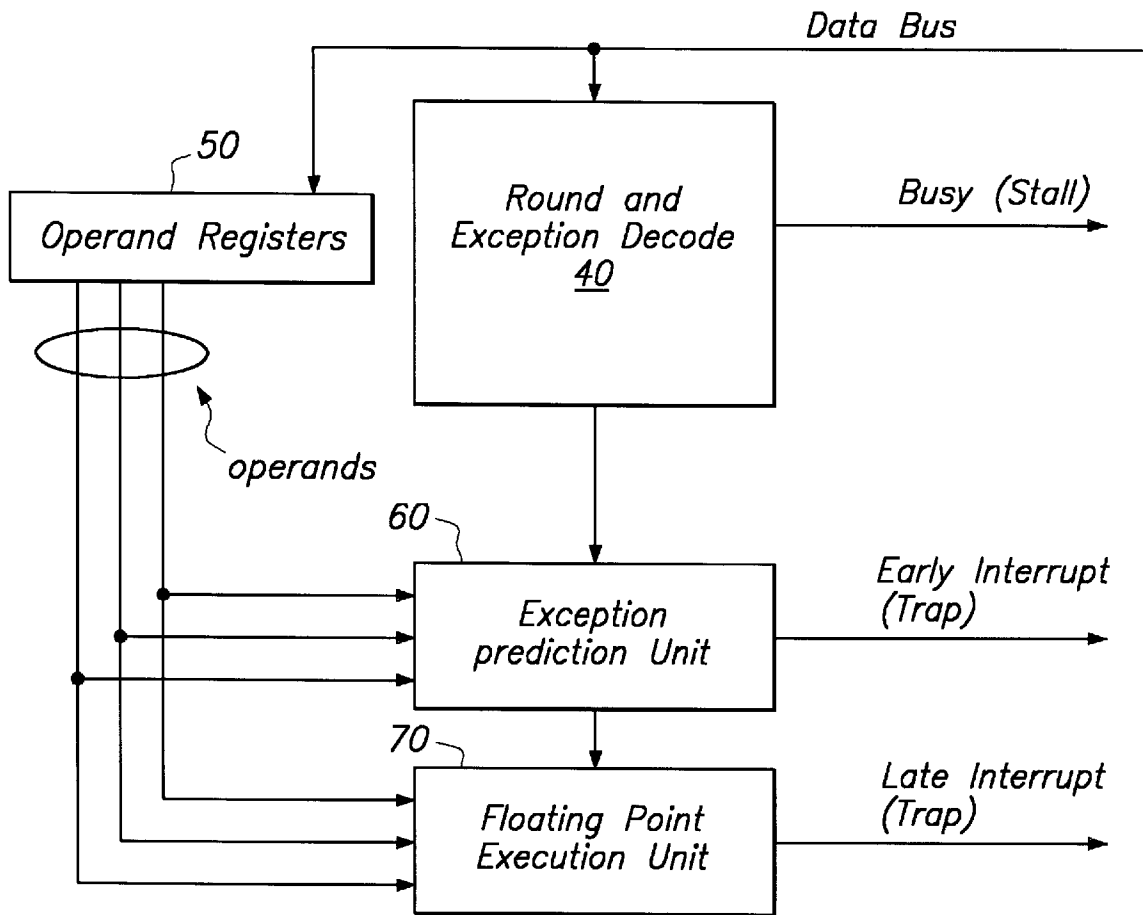 Data Bus
50
Operand Registers
Round and
Exception Decode
40
Busy (Stall)
operands
60
Exception
prediction Unit
Early Interrupt
(Trap)
70
Floating Point
Execution Unit
Late Interrupt
(Trap)